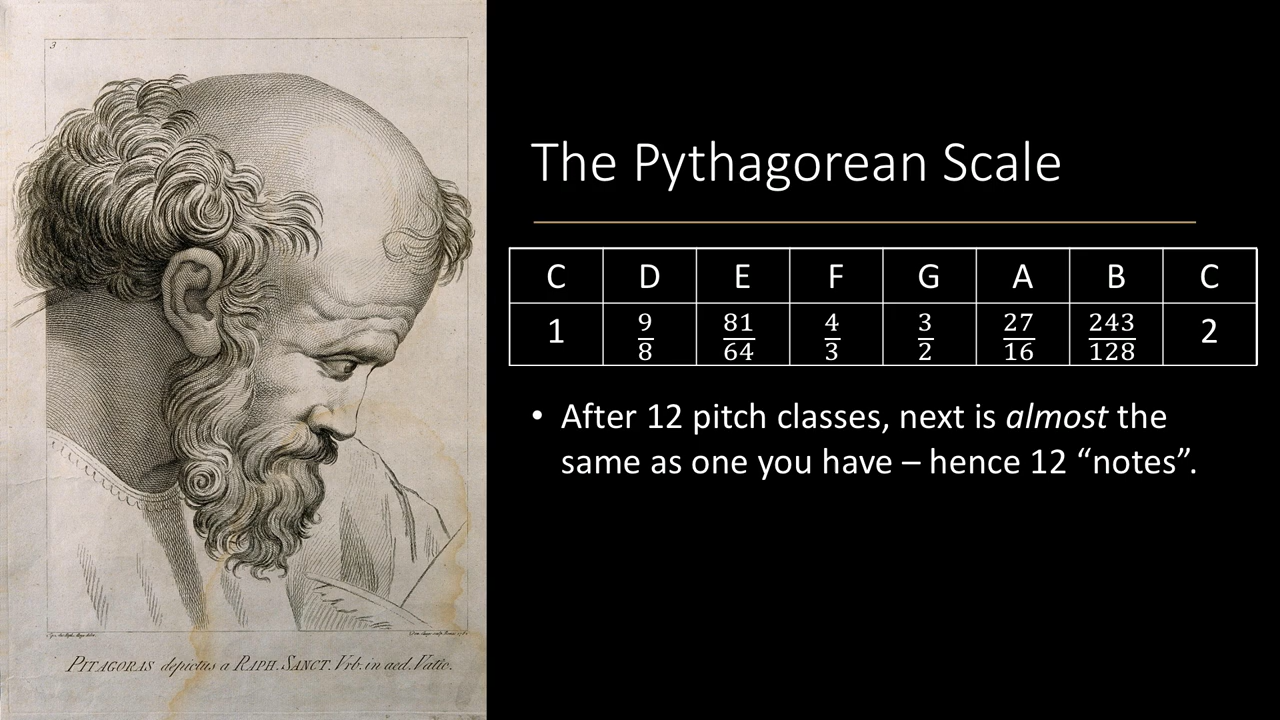 3
PITAGORAS depictus a RAPH. SANCT. Vrb. in aed. Vatic.
The Pythagorean Scale
C D E F G A B C
1 9/8 81/64 4/3 3/2 27/16 243/128 2
• After 12 pitch classes, next is almost the
same as one you have – hence 12 “notes”.